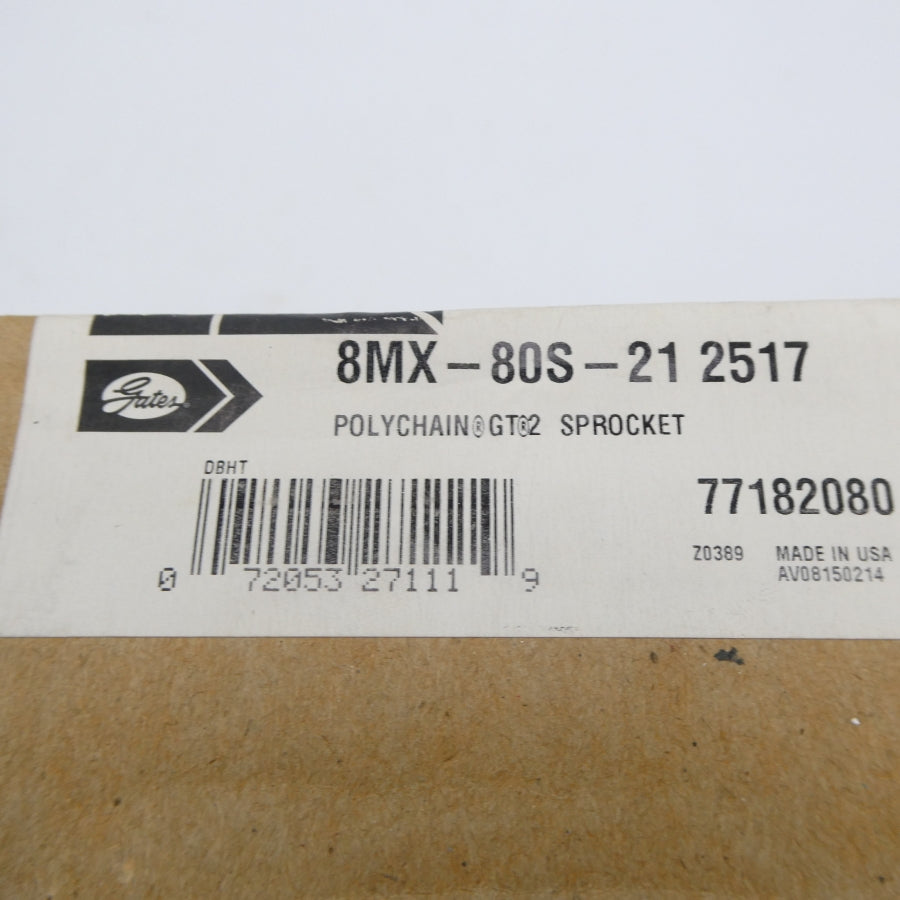 8MX-80S-21 2517
Gates
POLYCHAIN®GT®2 SPROCKET
DBHT
77182080
0 72053 27111 9
Z0389 MADE IN USA
AV08150214